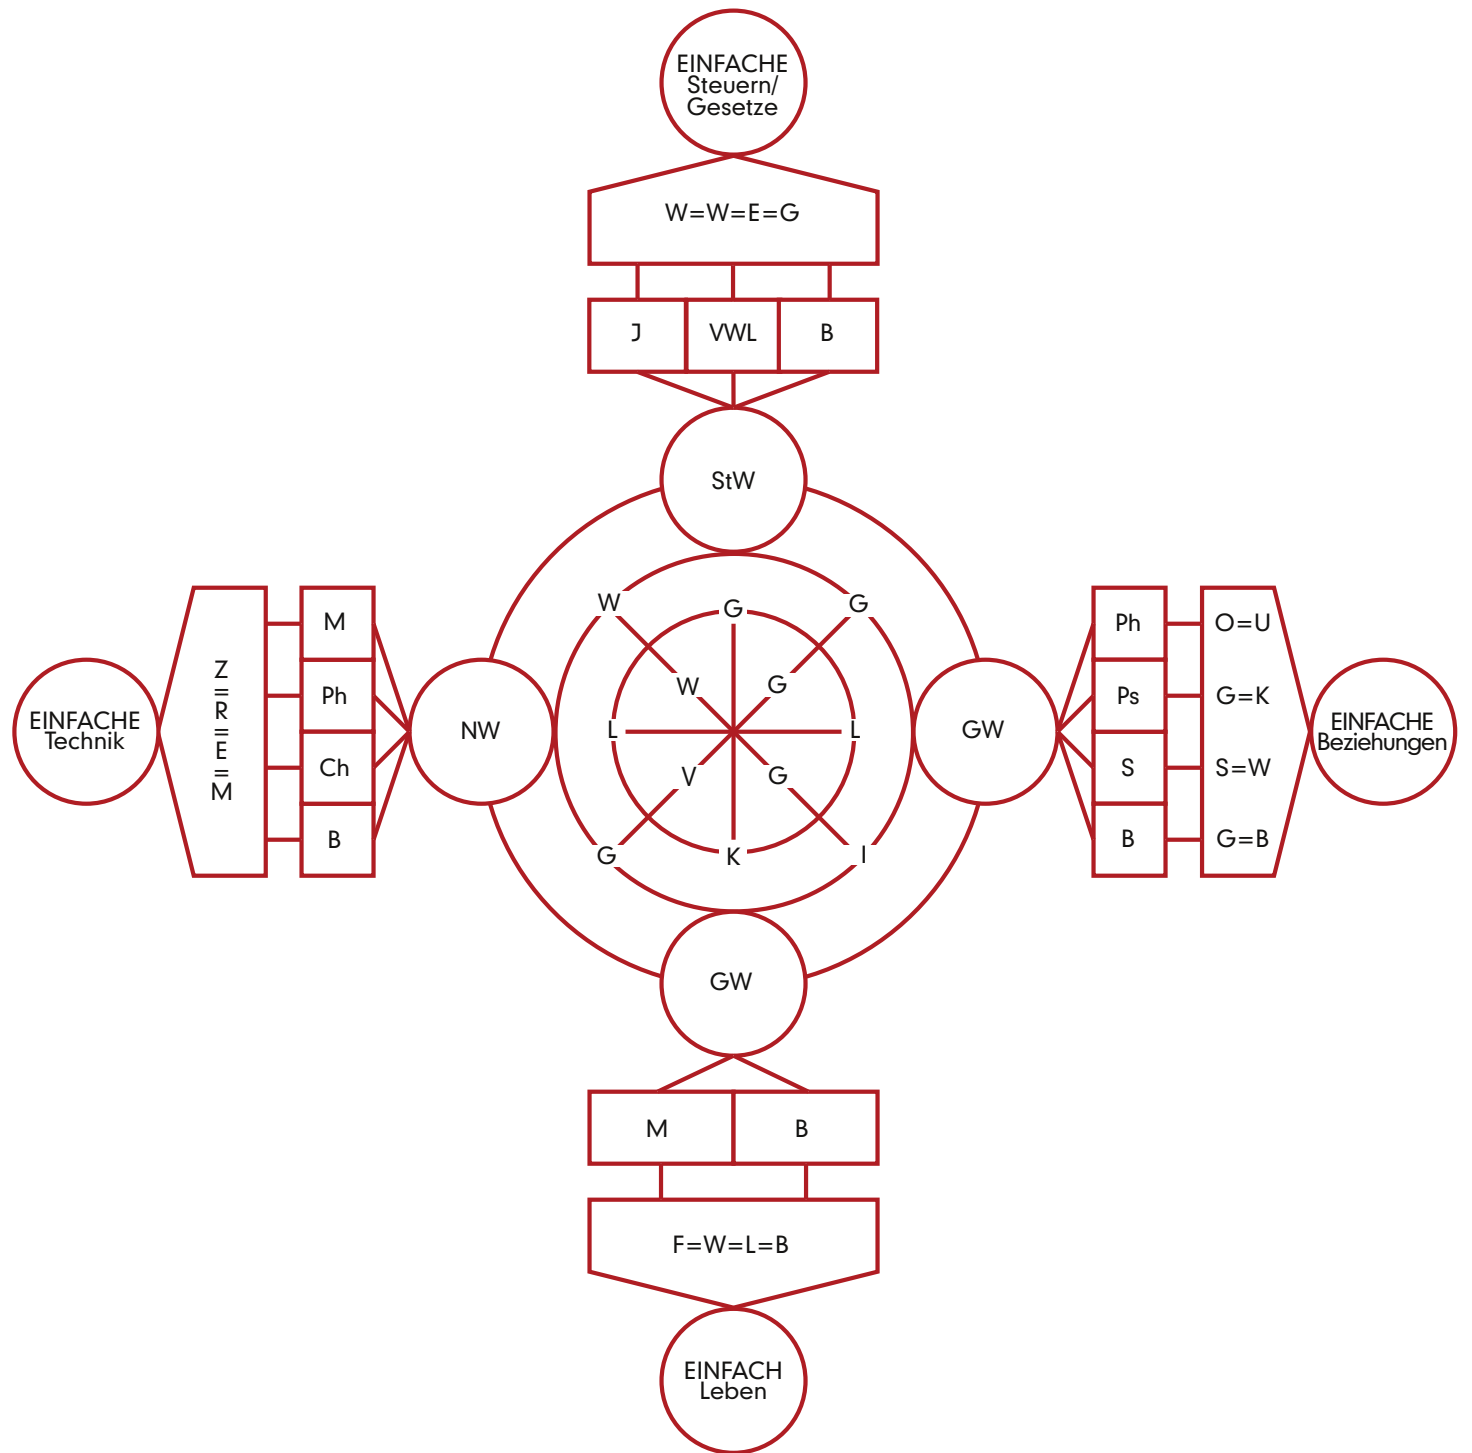 EINFACHE
Steuern/
Gesetze
W=W=E=G
J VWL B
StW
W G G
W G
L L
V G
G K I
NW
GW
GW
EINFACHE
Technik
Z
=
R
=
E
=
M
M
Ph
Ch
B
Ph O=U
Ps G=K
S S=W
B G=B
EINFACHE
Beziehungen
M B
F=W=L=B
EINFACH
Leben